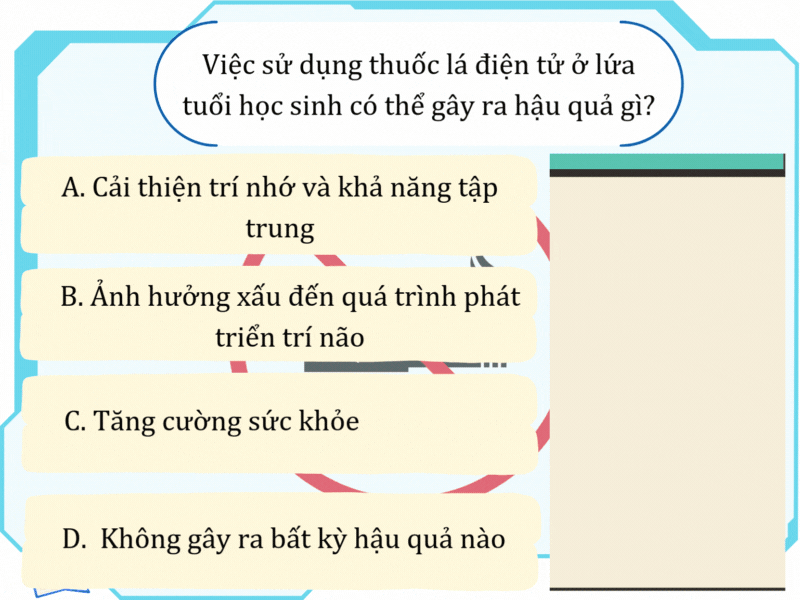 Việc sử dụng thuốc lá điện tử ở lứa
tuổi học sinh có thể gây ra hậu quả gì?
A. Cải thiện trí nhớ và khả năng tập
trung
B. Ảnh hưởng xấu đến quá trình phát
triển trí não
C. Tăng cường sức khỏe
D. Không gây ra bất kỳ hậu quả nào